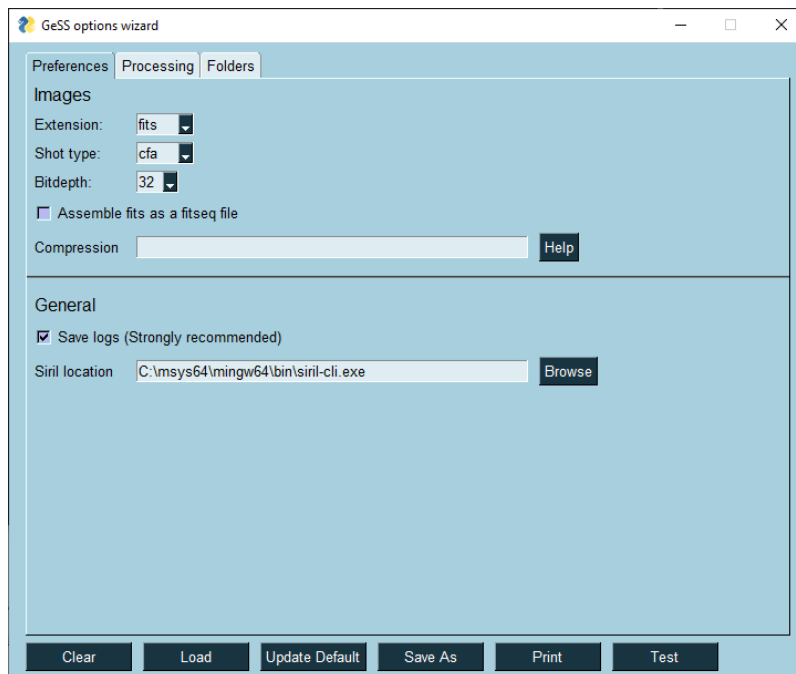 GeSS options wizard
Preferences Processing Folders
Images
Extension: fits
Shot type: cfa
Bitdepth: 32
Assemble fits as a fitseq file
Compression Help
General
Save logs (Strongly recommended)
Siril location C:\msys64\mingw64\bin\siril-cli.exe Browse
Clear Load Update Default Save As Print Test